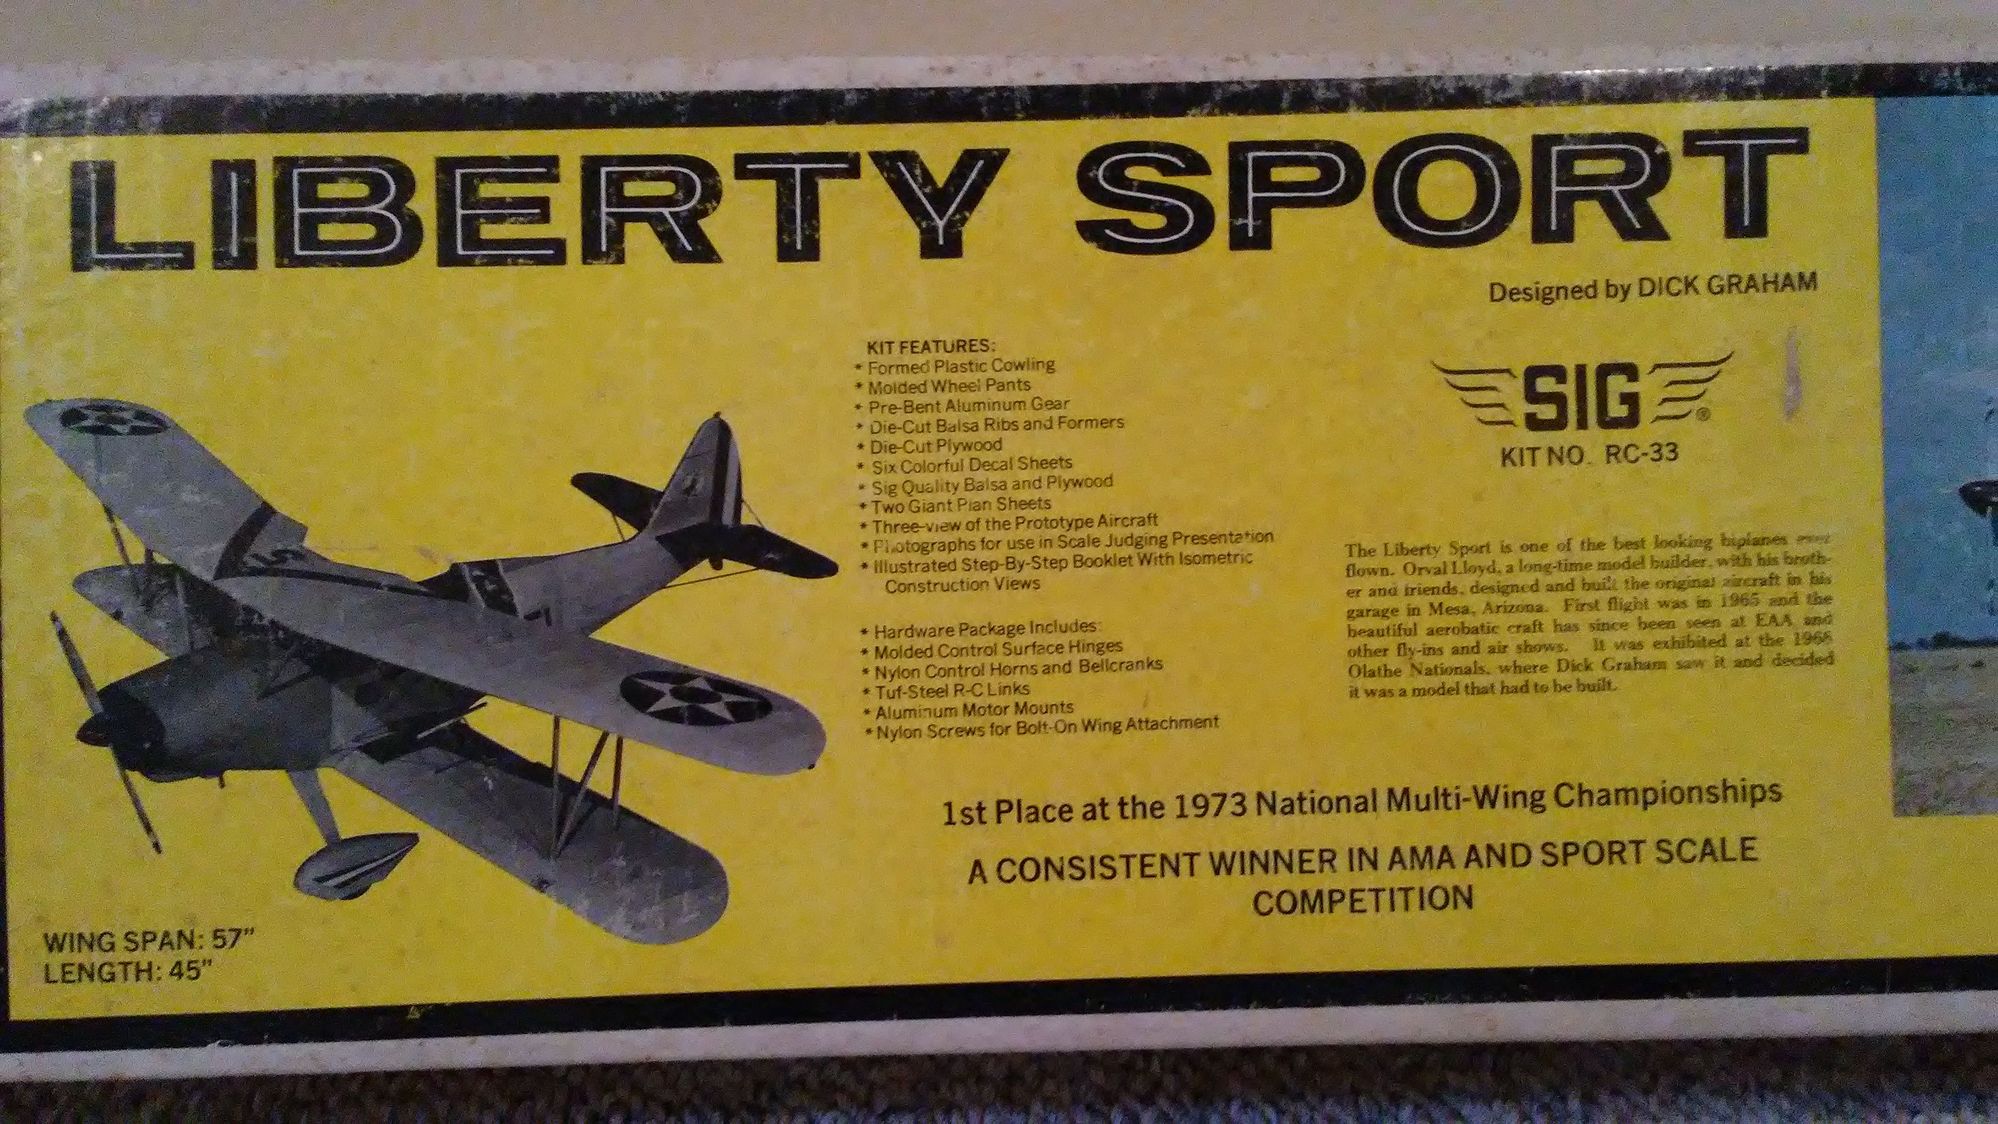 LIBERTY SPORT
Designed by DICK GRAHAM
KIT FEATURES:
* Formed Plastic Cowling
* Molded Wheel Pants
* Pre-Bent Aluminum Gear
* Die-Cut Balsa Ribs and Formers
* Die-Cut Plywood
* Six Colorful Decal Sheets
* Sig Quality Balsa and Plywood
* Two Giant Plan Sheets
* Three-view of the Prototype Aircraft
* Photographs for use in Scale Judging Presentation
* Illustrated Step-By-Step Booklet With Isometric
Construction Views
* Hardware Package Includes:
* Molded Control Surface Hinges
* Nylon Control Horns and Bellcranks
* Tuf-Steel R-C Links
* Aluminum Motor Mounts
* Nylon Screws for Bolt-On Wing Attachment
SIG®
KIT NO. RC-33
The Liberty Sport is one of the best looking biplanes ever
flown. Orval Lloyd, a long-time model builder, with his broth-
er and friends, designed and built the original aircraft in his
garage in Mesa, Arizona. First flight was in 1965 and the
beautiful aerobatic craft has since been seen at EAA and
other fly-ins and air shows. It was exhibited at the
Olathe Nationals, where Dick Graham saw it and decided
it was a model that had to be built.
1st Place at the 1973 National Multi-Wing Championships
A CONSISTENT WINNER IN AMA AND SPORT SCALE
COMPETITION
WING SPAN: 57"
LENGTH: 45"